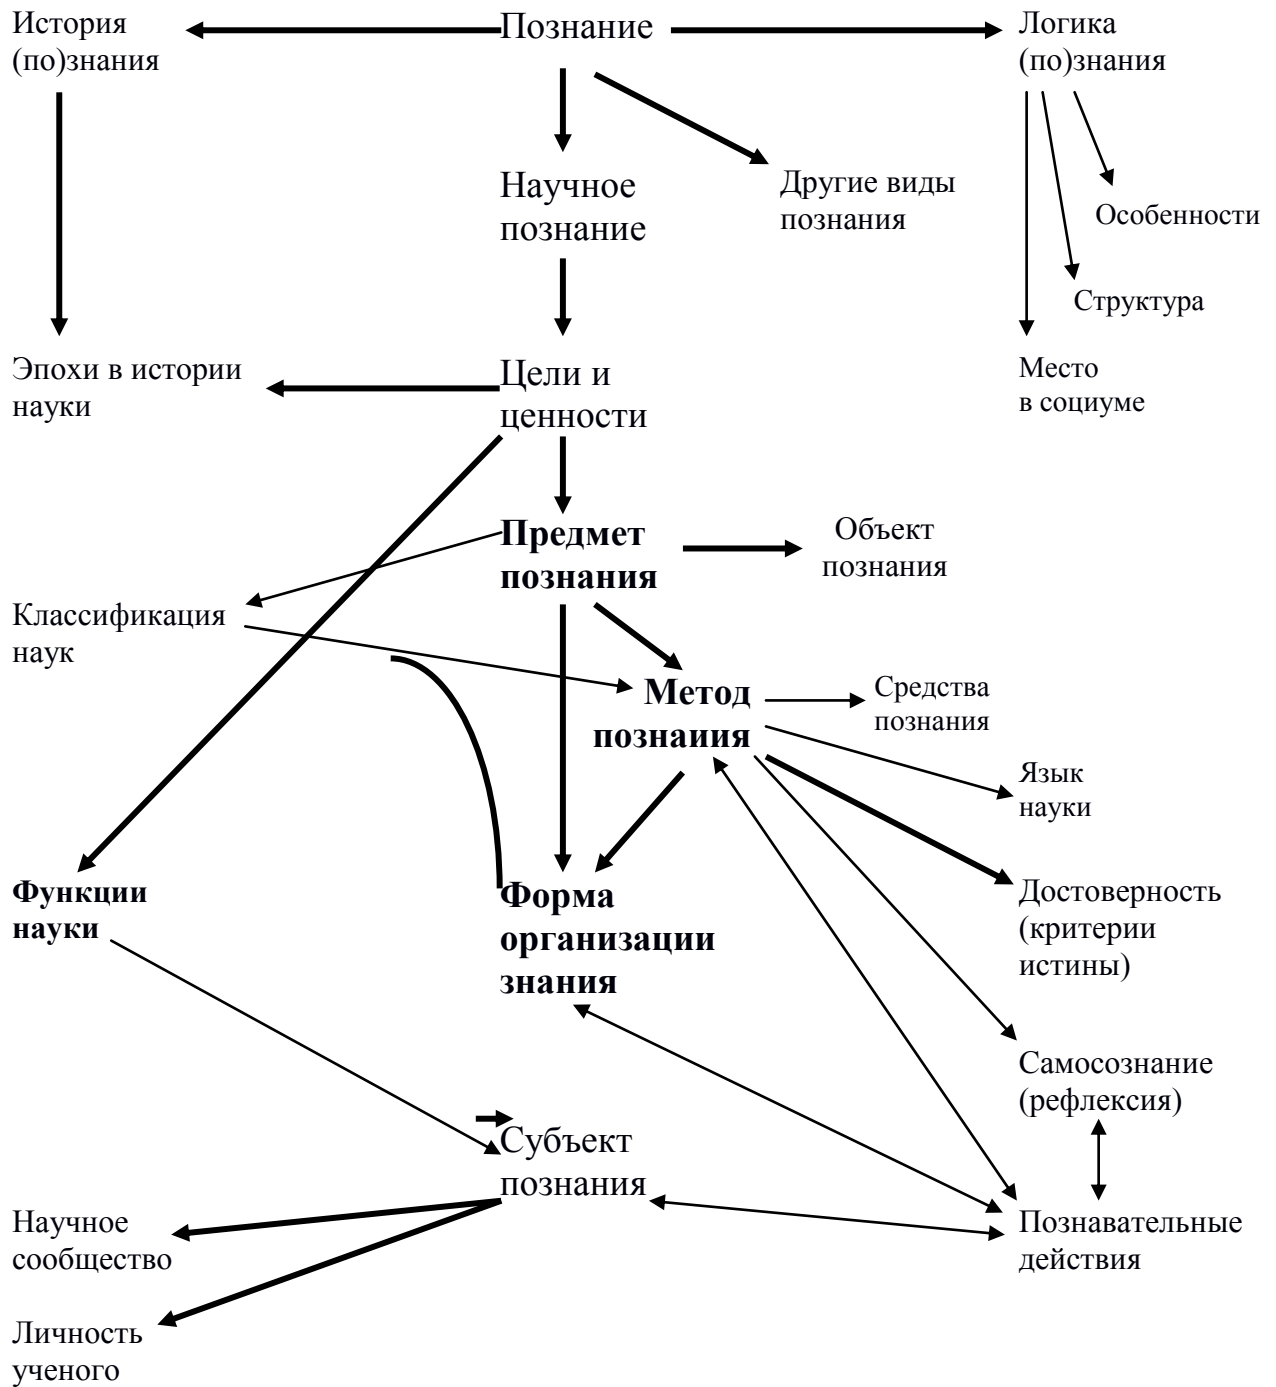 История
(по)знания
Познание
Логика
(по)знания
Научное
познание
Другие виды
познания
Особенности
Структура
Эпохи в истории
науки
Цели и
ценности
Место
в социуме
Предмет
познания
Объект
познания
Классификация
наук
Метод
познаиия
Средства
познания
Язык
науки
Функции
науки
Форма
организации
знания
Достоверность
(критерии
истины)
Самосознание
(рефлексия)
Субъект
познания
Научное
сообщество
Познавательные
действия
Личность
ученого